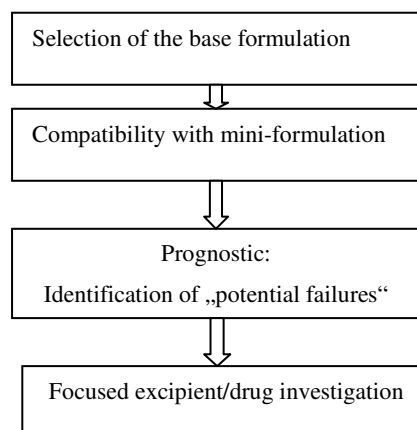 Selection of the base formulation
Compatibility with mini-formulation
Prognostic:
Identification of „potential failures“
Focused excipient/drug investigation